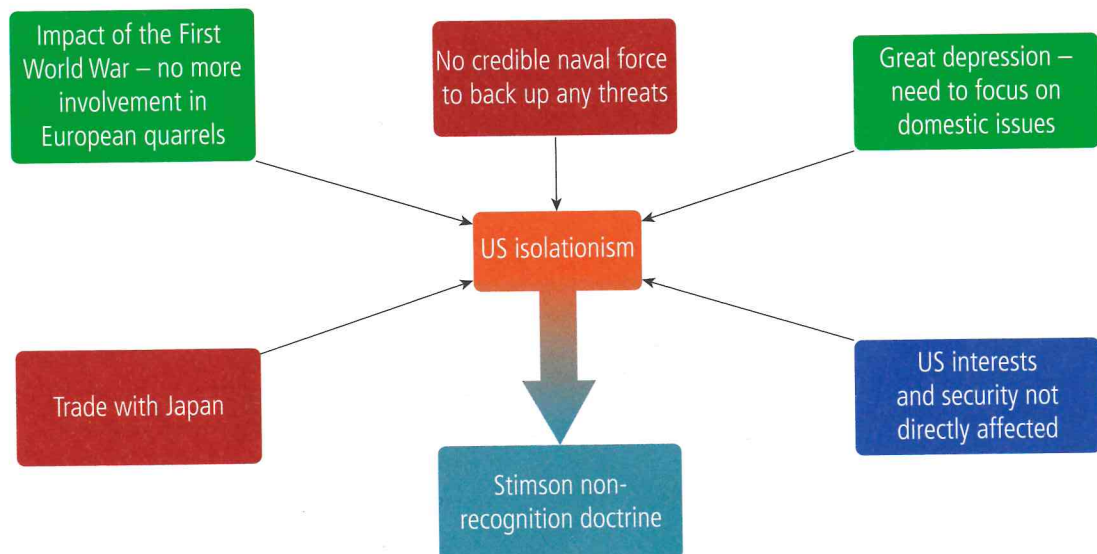 Impact of the First
World War – no more
involvement in
European quarrels
No credible naval force
to back up any threats
Great depression –
need to focus on
domestic issues
US isolationism
Trade with Japan
US interests
and security not
directly affected
Stimson non-
recognition doctrine